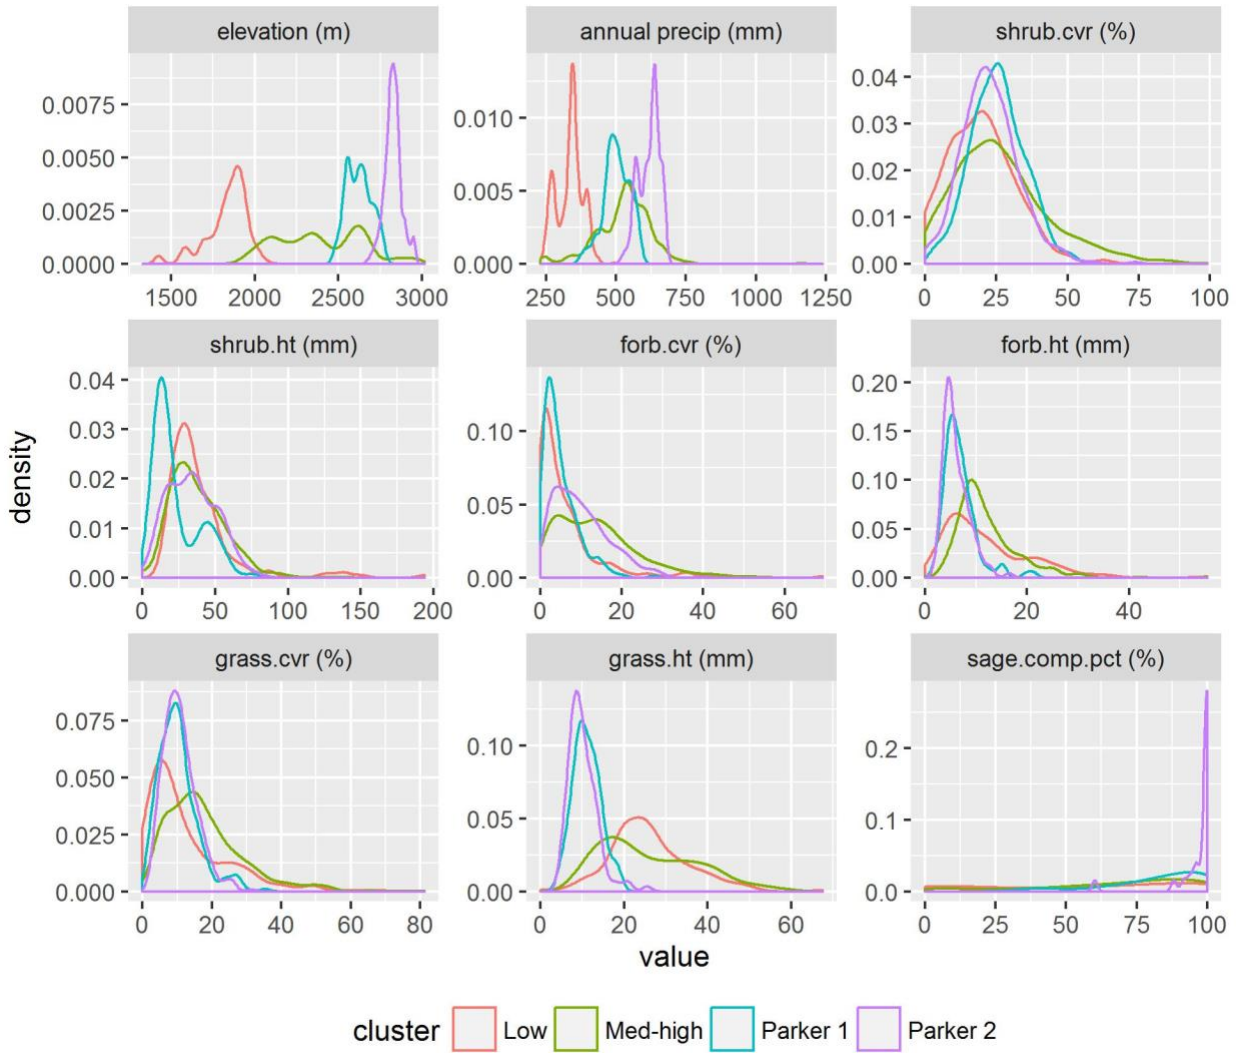 elevation (m)
annual precip (mm)
shrub.cvr (%)
0.0075
0.0050
0.0025
0.0000
1500 2000 2500 3000
0.010
0.005
0.000
250 500 750 1000 1250
0.04
0.03
0.02
0.01
0.00
0 25 50 75 100
shrub.ht (mm)
forb.cvr (%)
forb.ht (mm)
0.04
0.03
0.02
0.01
0.00
0 50 100 150 200
0.10
0.05
0.00
0 20 40 60
0.20
0.15
0.10
0.05
0.00
0 20 40
density
grass.cvr (%)
grass.ht (mm)
sage.comp.pct (%)
0.075
0.050
0.025
0.000
0 20 40 60 80
0.10
0.05
0.00
0 20 40 60
0.2
0.1
0.0
0 25 50 75 100
value
cluster Low Med-high Parker 1 Parker 2